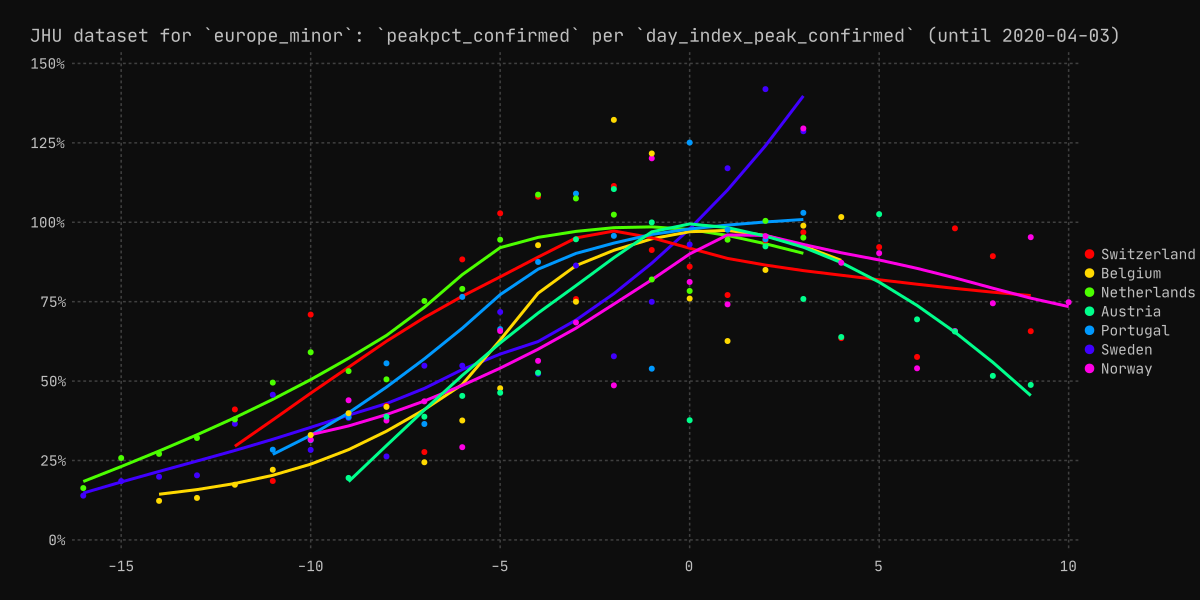 JHU dataset for `europe_minor`: `peakpct_confirmed` per `day_index_peak_confirmed` (until 2020-04-03)
150%
125%
100%
75%
50%
25%
0%
-15
-10
-5
0
5
10
Switzerland
Belgium
Netherlands
Austria
Portugal
Sweden
Norway